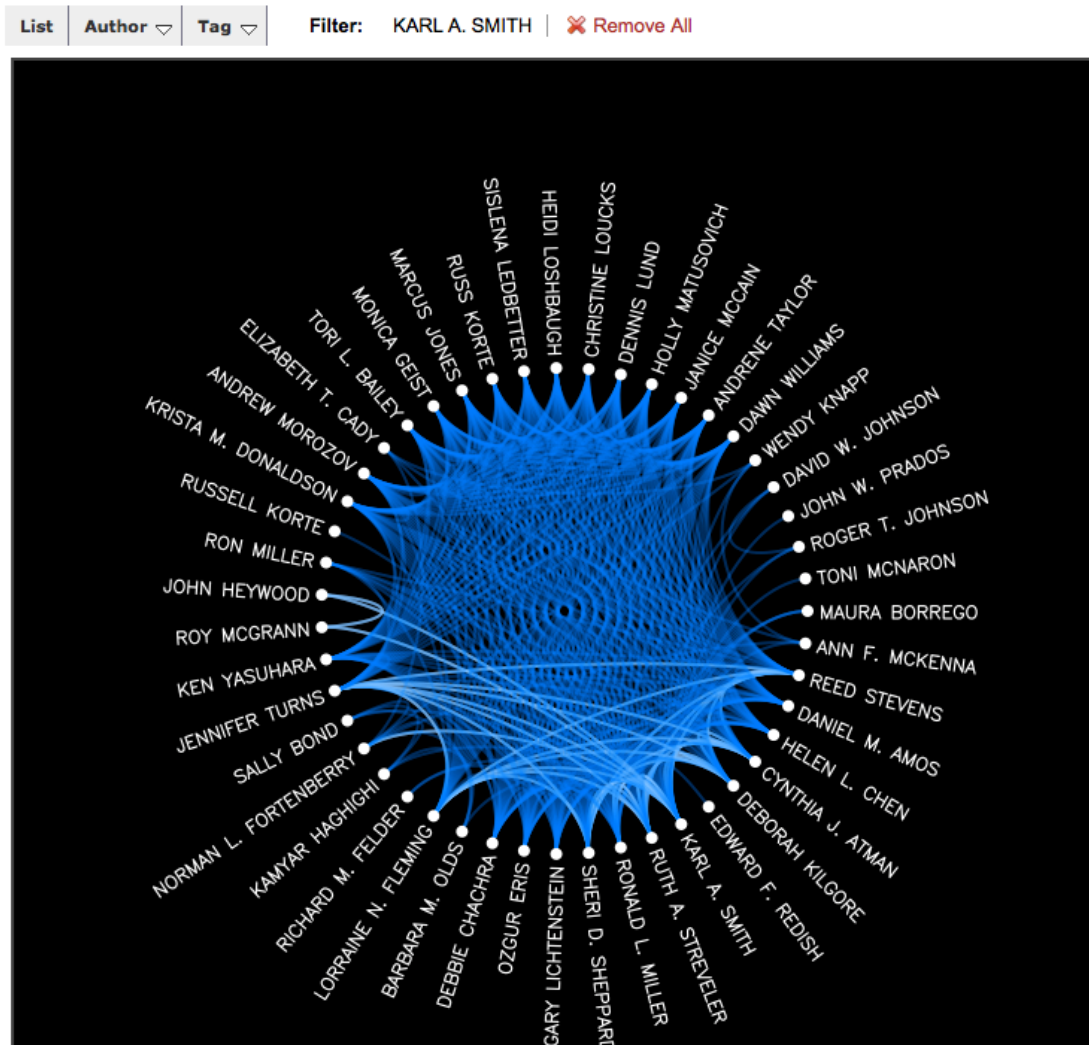 List Author Tag Filter: KARL A. SMITH Remove All
SISLENA LEDBETTER
HEIDI LOSHBAUGH
CHRISTINE LOUCKS
DENNIS LUND
HOLLY MATUSOVICH
JANICE MCCAIN
ANDRENE TAYLOR
DAWN WILLIAMS
WENDY KNAPP
DAVID W. JOHNSON
JOHN W. PRADOS
ROGER T. JOHNSON
TONI MCNARON
MAURA BORREGO
ANN F. MCKENNA
REED STEVENS
DANIEL M. AMOS
HELEN L. CHEN
CYNTHIA J. ATMAN
DEBORAH KILGORE
EDWARD F. REDISH
KARL A. SMITH
RUTH A. STREVELER
RONALD L. MILLER
SHERI D. SHEPPARD
GARY LICHTENSTEIN
OZGUR ERIS
DEBBIE CHACHRA
BARBARA M. OLDS
LORRAINE N. FLEMING
RICHARD M. FELDER
KAMYAR HAGHIGHI
NORMAN L. FORTENBERRY
SALLY BOND
JENNIFER TURNS
KEN YASUHARA
ROY MCGRANN
JOHN HEYWOOD
RON MILLER
RUSSELL KORTE
KRISTA M. DONALDSON
ANDREW MOROZOV
ELIZABETH T. CADY
TORI L. BAILEY
MONICA GEIST
MARCUS JONES
RUSS KORTE